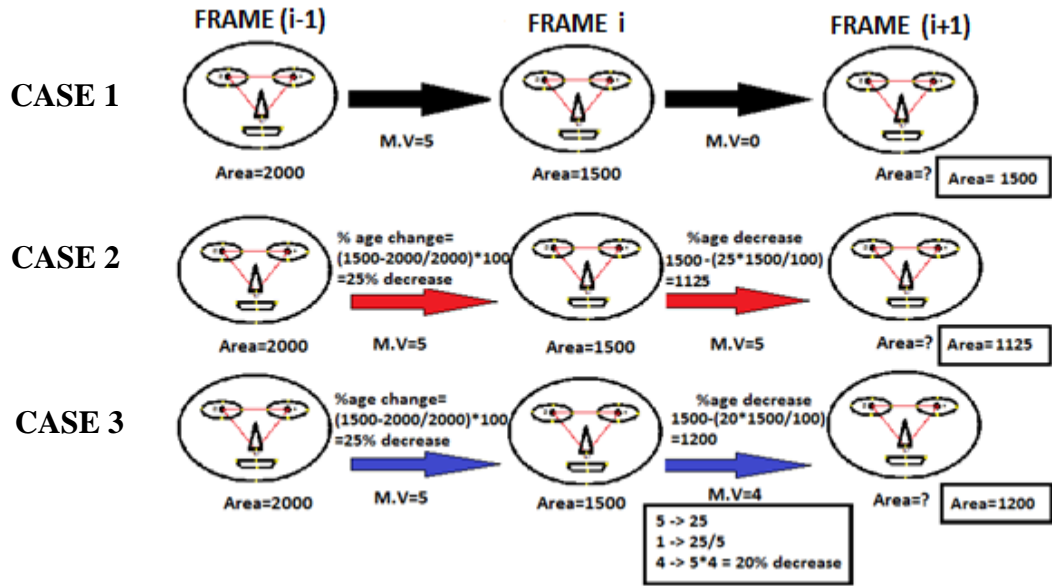 FRAME (i-1) FRAME i FRAME (i+1)
CASE 1
M.V=5
M.V=0
Area=2000
Area=1500
Area=?
Area= 1500
CASE 2
% age change=
(1500-2000/2000)*100
=25% decrease
%age decrease
1500-(25*1500/100)
=1125
M.V=5
M.V=5
Area=2000
Area=1500
Area=?
Area=1125
CASE 3
%age change=
(1500-2000/2000)*100
=25% decrease
%age decrease
1500-(20*1500/100)
=1200
M.V=5
M.V=4
Area=2000
Area=1500
Area=?
Area=1200
5 -> 25
1 -> 25/5
4 -> 5*4 = 20% decrease